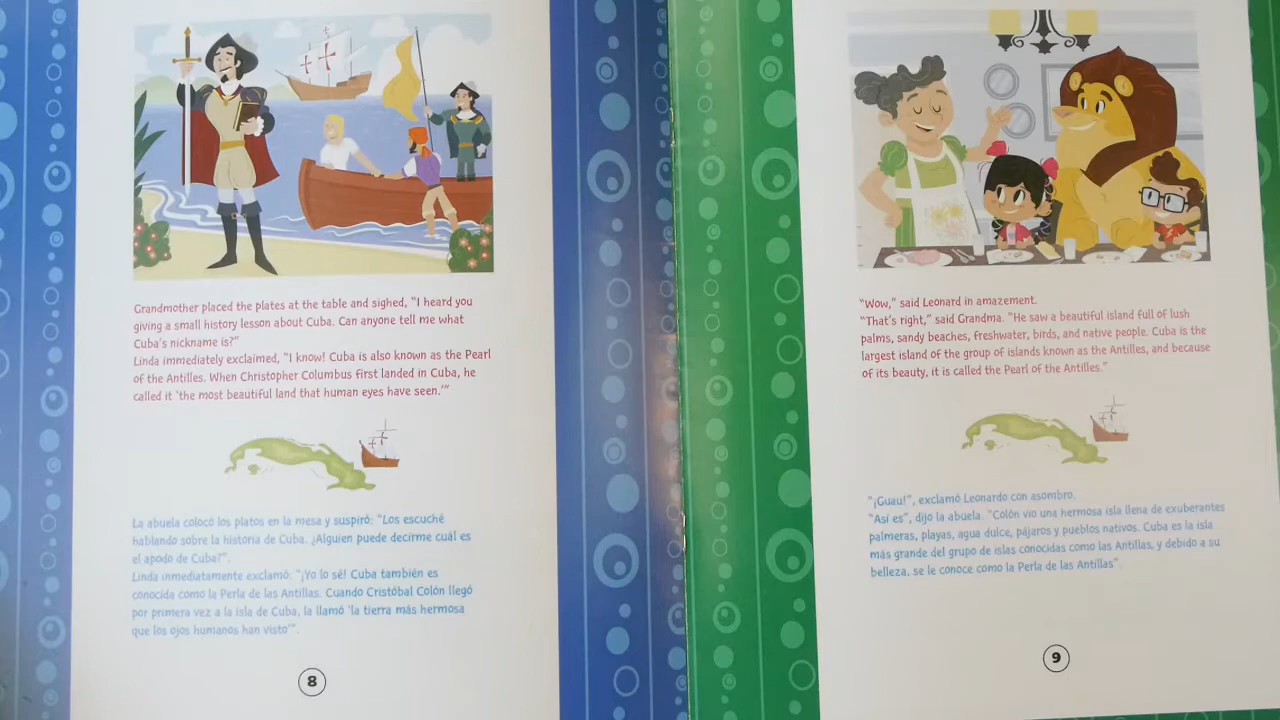 Grandmother placed the plates at the table and sighed, "I heard you
giving a small history lesson about Cuba. Can anyone tell me what
Cuba's nickname is?"
Linda immediately exclaimed, "I know! Cuba is also known as the Pearl
of the Antilles. When Christopher Columbus first landed in Cuba, he
called it 'the most beautiful land that human eyes have seen.'"
La abuela colocó los platos en la mesa y suspiró: "Los escuché
hablando sobre la historia de Cuba. ¿Alguien puede decirme cuál es
el apodo de Cuba?".
Linda inmediatamente exclamó: "¡Yo lo sé! Cuba también es
conocida como la Perla de las Antillas. Cuando Cristóbal Colón llegó
por primera vez a la isla de Cuba, la llamó 'la tierra más hermosa
que los ojos humanos han visto'".
8
"Wow," said Leonard in amazement.
"That's right," said Grandma. "He saw a beautiful island full of lush
palms, sandy beaches, freshwater, birds, and native people. Cuba is the
largest island of the group of islands known as the Antilles, and because
of its beauty, it is called the Pearl of the Antilles."
"¡Guau!", exclamó Leonardo con asombro.
"Así es", dijo la abuela. "Colón vio una hermosa isla llena de exuberantes
palmeras, playas, agua dulce, pájaros y pueblos nativos. Cuba es la isla
más grande del grupo de islas conocidas como las Antillas, y debido a su
belleza, se le conoce como la Perla de las Antillas".
9